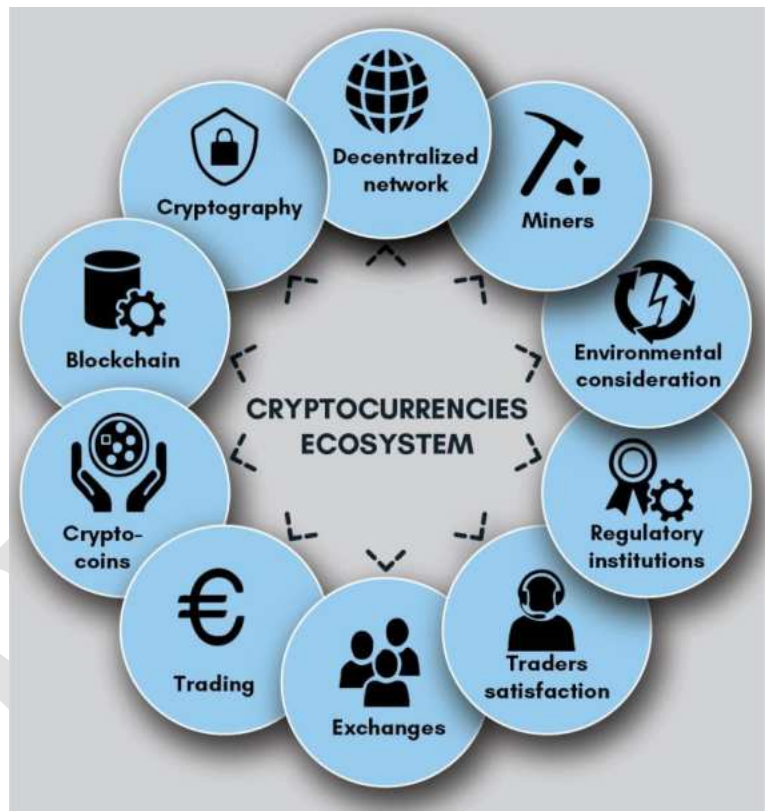 Decentralized
network
Miners
Environmental
consideration
Regulatory
institutions
Traders
satisfaction
Exchanges
Trading
Crypto-
coins
Blockchain
Cryptography
CRYPTOCURRENCIES
ECOSYSTEM